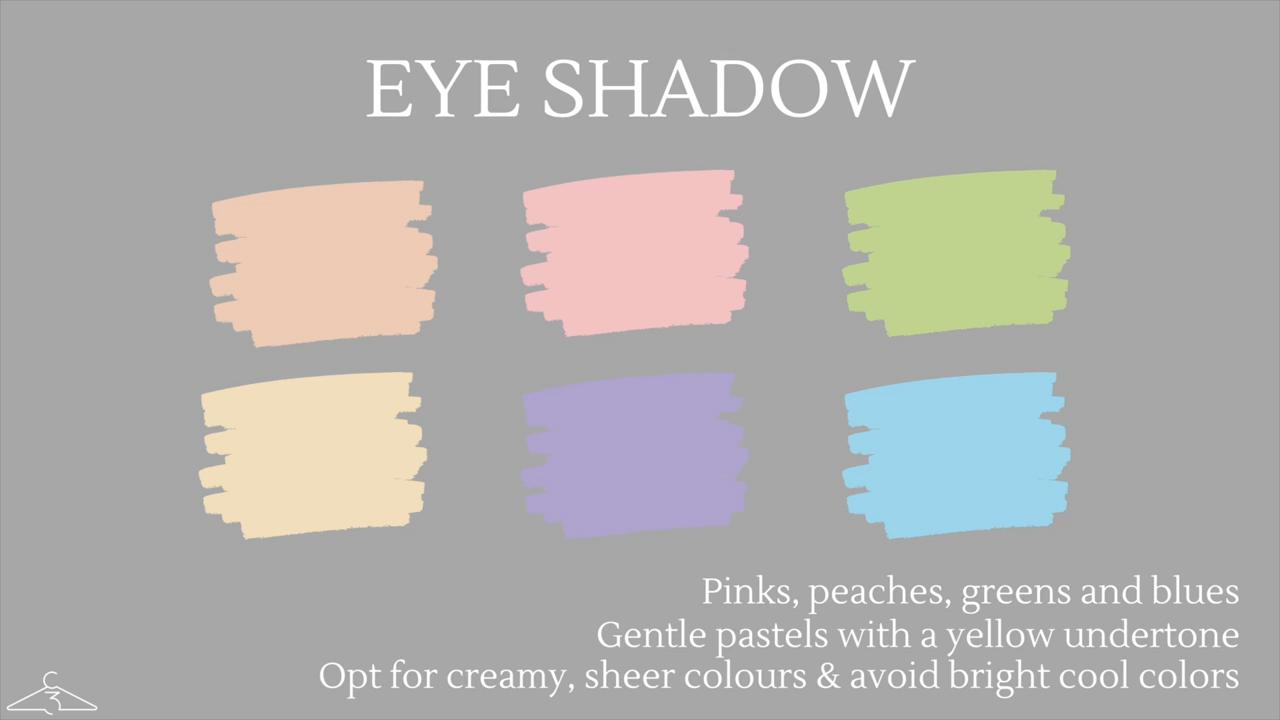 EYE SHADOW
Pinks, peaches, greens and blues
Gentle pastels with a yellow undertone
Opt for creamy, sheer colours & avoid bright cool colors